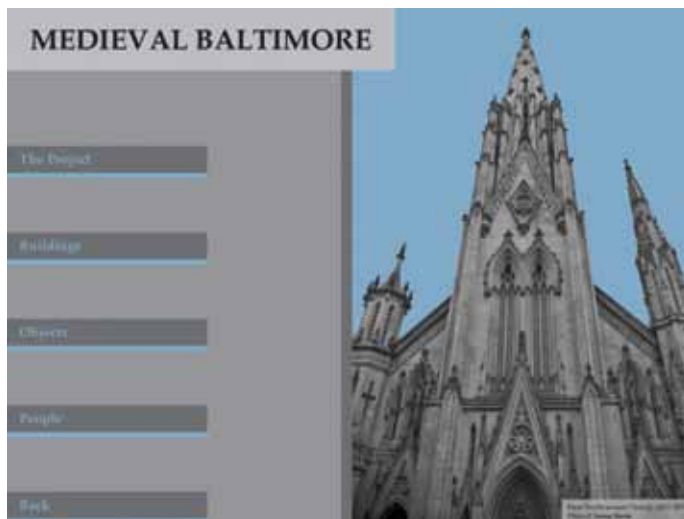 MEDIEVAL BALTIMORE
The Project
Buildings
Objects
People
Back